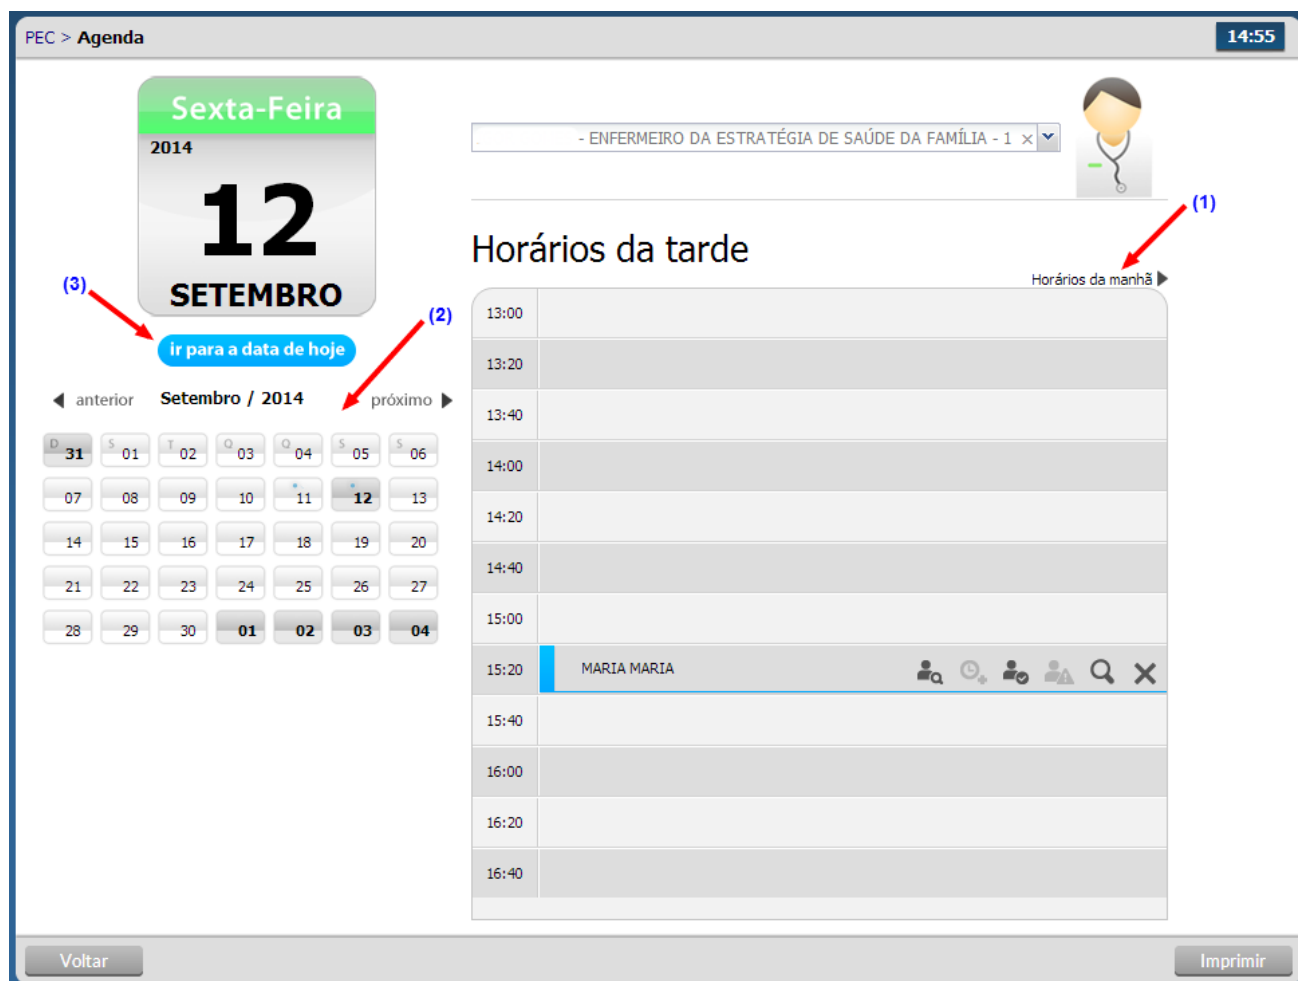 PEC > Agenda
14:55
Sexta-Feira
2014
12
SETEMBRO
(3)
ir para a data de hoje
(2)
anterior Setembro / 2014 próximo
D 31 S 01 T 02 Q 03 Q 04 S 05 S 06
07 08 09 10 11 12 13
14 15 16 17 18 19 20
21 22 23 24 25 26 27
28 29 30 01 02 03 04
- ENFERMEIRO DA ESTRATÉGIA DE SAÚDE DA FAMÍLIA - 1 ×
(1)
Horários da tarde
Horários da manhã
13:00
13:20
13:40
14:00
14:20
14:40
15:00
15:20 MARIA MARIA
15:40
16:00
16:20
16:40
Voltar
Imprimir